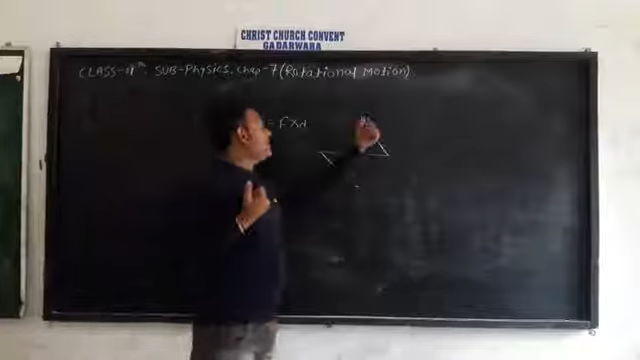 CHRIST CHURCH CONVENT
GADARWARA
CLASS-11th. SUB-Physics. Chap-7 (Rotational Motion)
= F×r